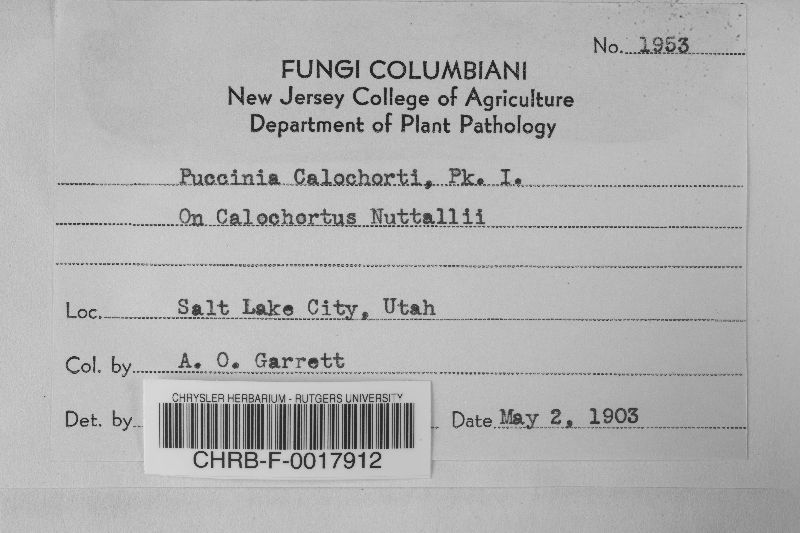 No. 1953
FUNGI COLUMBIANI
New Jersey College of Agriculture
Department of Plant Pathology
Puccinia Calochorti, Pk. I.
On Calochortus Nuttallii
Loc. Salt Lake City, Utah
Col. by A. O. Garrett
Det. by
Date May 2, 1903
CHRYSLER HERBARIUM - RUTGERS UNIVERSITY
CHRB-F-0017912